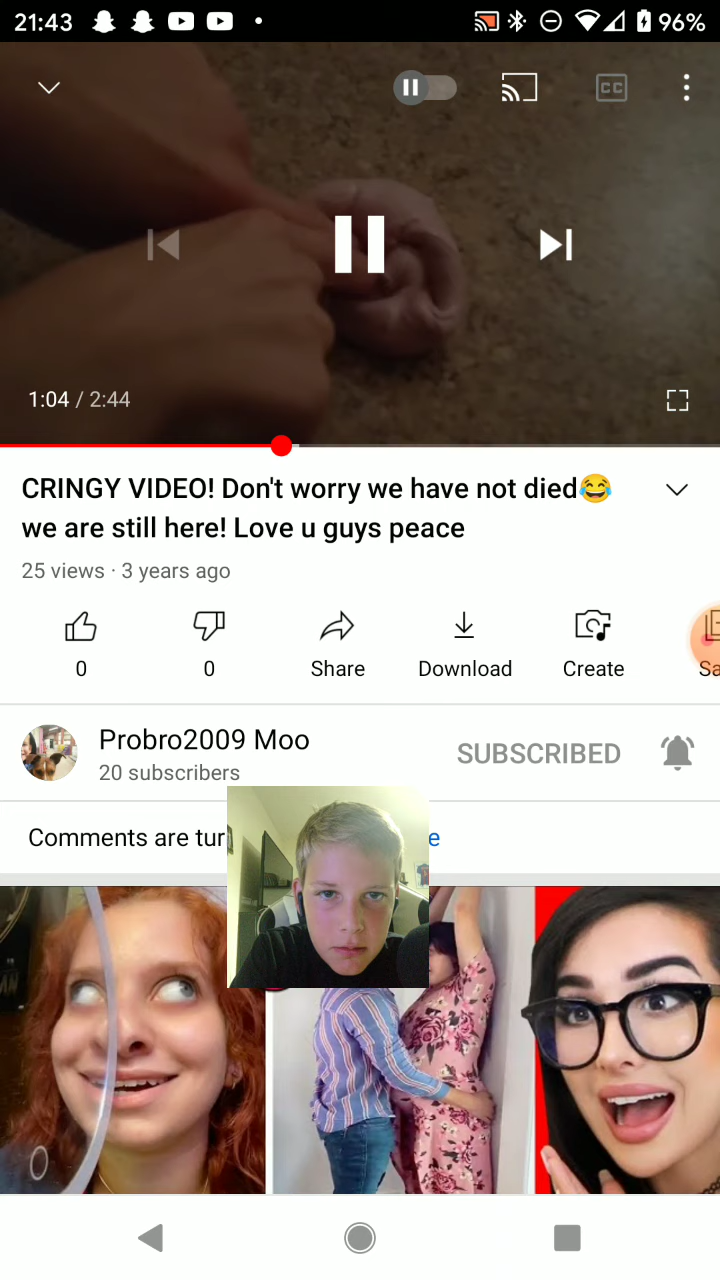 21:43
96%
CC
1:04 / 2:44
CRINGY VIDEO! Don't worry we have not died😂
we are still here! Love u guys peace
25 views · 3 years ago
0
0
Share
Download
Create
Sa
Probro2009 Moo
20 subscribers
SUBSCRIBED
Comments are tur
e